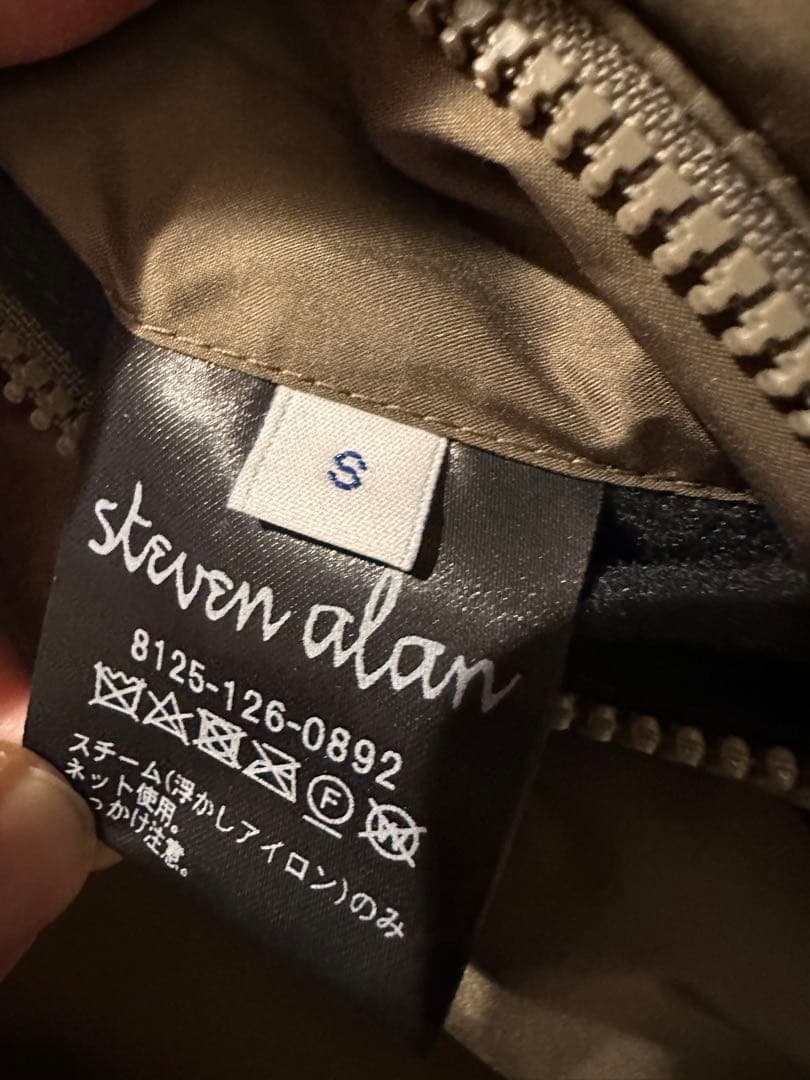 S
steven alan
8125-126-0892
F W
スチーム(浮かしアイロン)のみ
ネット使用。
っかけ注意。